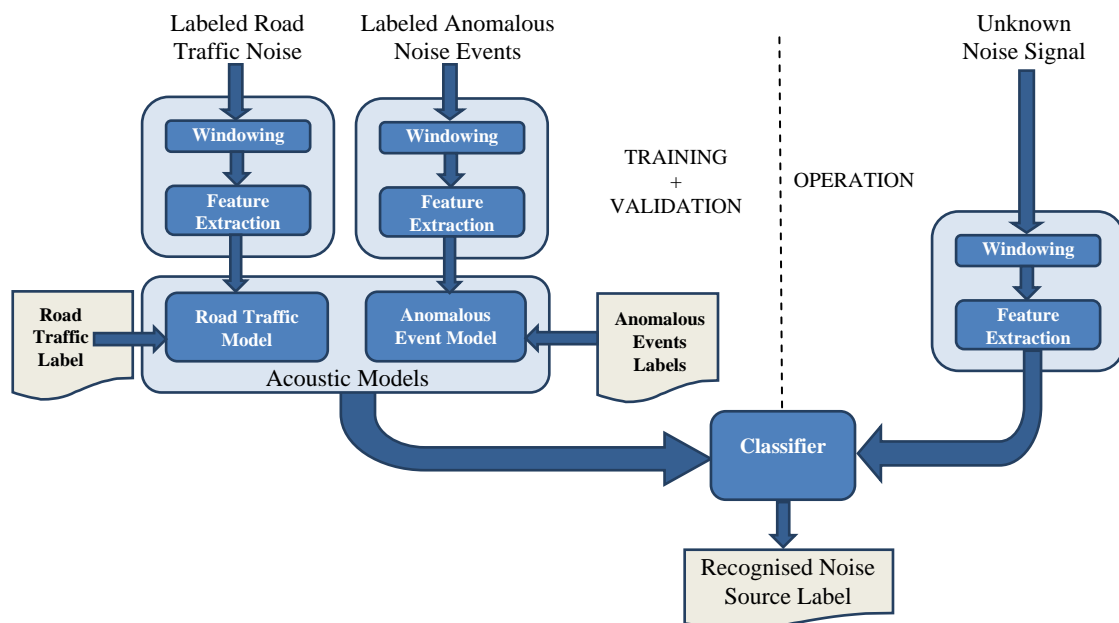 Labeled Road
Traffic Noise
Labeled Anomalous
Noise Events
Unknown
Noise Signal
Windowing
Feature
Extraction
Windowing
Feature
Extraction
TRAINING
+
VALIDATION
OPERATION
Windowing
Feature
Extraction
Road
Traffic
Label
Road Traffic
Model
Anomalous
Event Model
Acoustic Models
Anomalous
Events
Labels
Classifier
Recognised Noise
Source Label